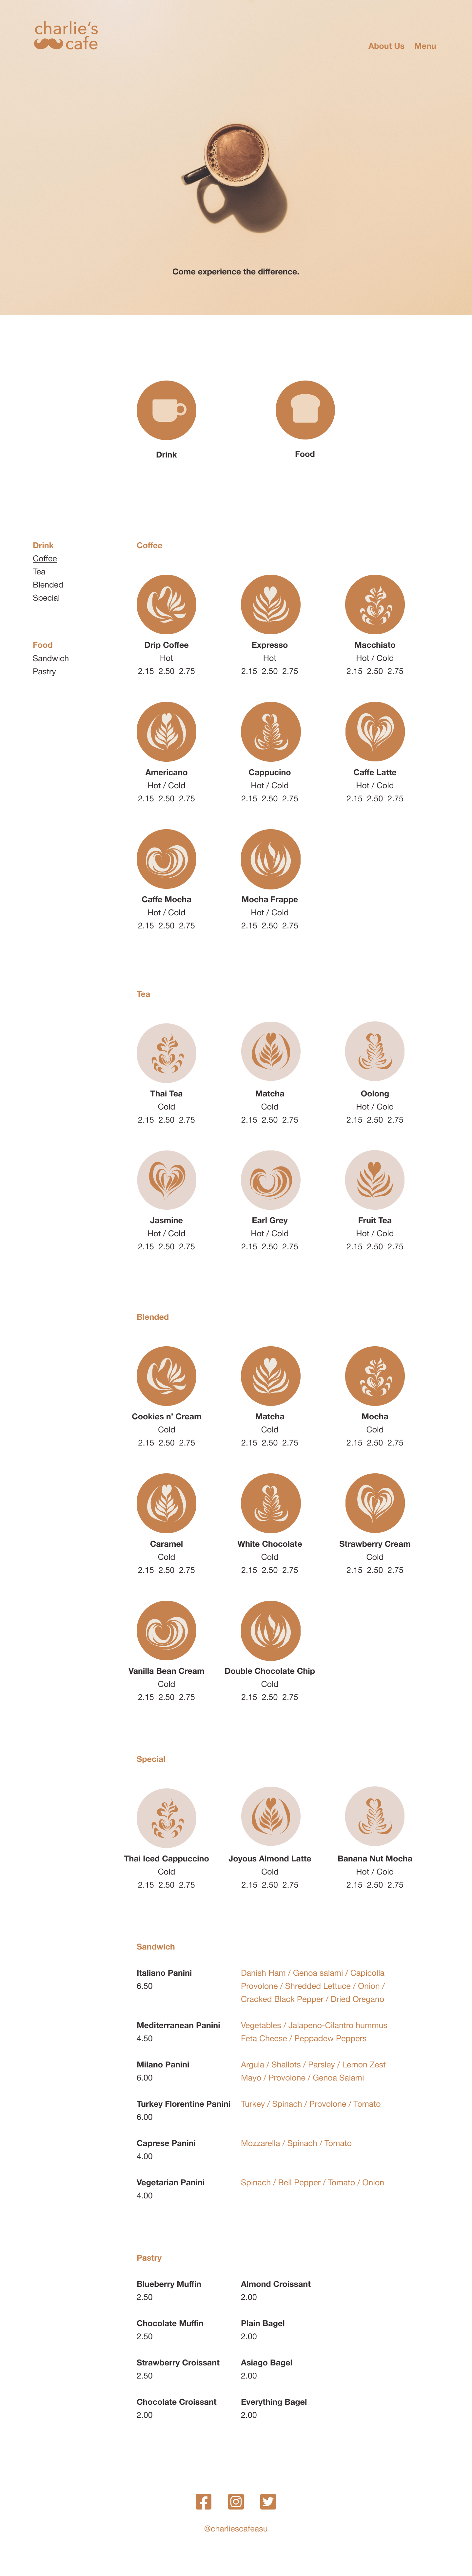 charlie's
cafe
About Us Menu
Come experience the difference.
Drink
Food
Drink
Coffee
Tea
Blended
Special
Food
Sandwich
Pastry
Coffee
Drip Coffee
Hot
2.15 2.50 2.75
Expresso
Hot
2.15 2.50 2.75
Macchiato
Hot / Cold
2.15 2.50 2.75
Americano
Hot / Cold
2.15 2.50 2.75
Cappucino
Hot / Cold
2.15 2.50 2.75
Caffe Latte
Hot / Cold
2.15 2.50 2.75
Caffe Mocha
Hot / Cold
2.15 2.50 2.75
Mocha Frappe
Hot / Cold
2.15 2.50 2.75
Tea
Thai Tea
Cold
2.15 2.50 2.75
Matcha
Cold
2.15 2.50 2.75
Oolong
Hot / Cold
2.15 2.50 2.75
Jasmine
Hot / Cold
2.15 2.50 2.75
Earl Grey
Hot / Cold
2.15 2.50 2.75
Fruit Tea
Hot / Cold
2.15 2.50 2.75
Blended
Cookies n' Cream
Cold
2.15 2.50 2.75
Matcha
Cold
2.15 2.50 2.75
Mocha
Cold
2.15 2.50 2.75
Caramel
Cold
2.15 2.50 2.75
White Chocolate
Cold
2.15 2.50 2.75
Strawberry Cream
Cold
2.15 2.50 2.75
Vanilla Bean Cream
Cold
2.15 2.50 2.75
Double Chocolate Chip
Cold
2.15 2.50 2.75
Special
Thai Iced Cappuccino
Cold
2.15 2.50 2.75
Joyous Almond Latte
Cold
2.15 2.50 2.75
Banana Nut Mocha
Hot / Cold
2.15 2.50 2.75
Sandwich
Italiano Panini
6.50
Danish Ham / Genoa salami / Capicolla
Provolone / Shredded Lettuce / Onion /
Cracked Black Pepper / Dried Oregano
Mediterranean Panini
4.50
Vegetables / Jalapeno-Cilantro hummus
Feta Cheese / Peppadew Peppers
Milano Panini
6.00
Argula / Shallots / Parsley / Lemon Zest
Mayo / Provolone / Genoa Salami
Turkey Florentine Panini
6.00
Turkey / Spinach / Provolone / Tomato
Caprese Panini
4.00
Mozzarella / Spinach / Tomato
Vegetarian Panini
4.00
Spinach / Bell Pepper / Tomato / Onion
Pastry
Blueberry Muffin
2.50
Almond Croissant
2.00
Chocolate Muffin
2.50
Plain Bagel
2.00
Strawberry Croissant
2.50
Asiago Bagel
2.00
Chocolate Croissant
2.00
Everything Bagel
2.00
@charliescafeasu